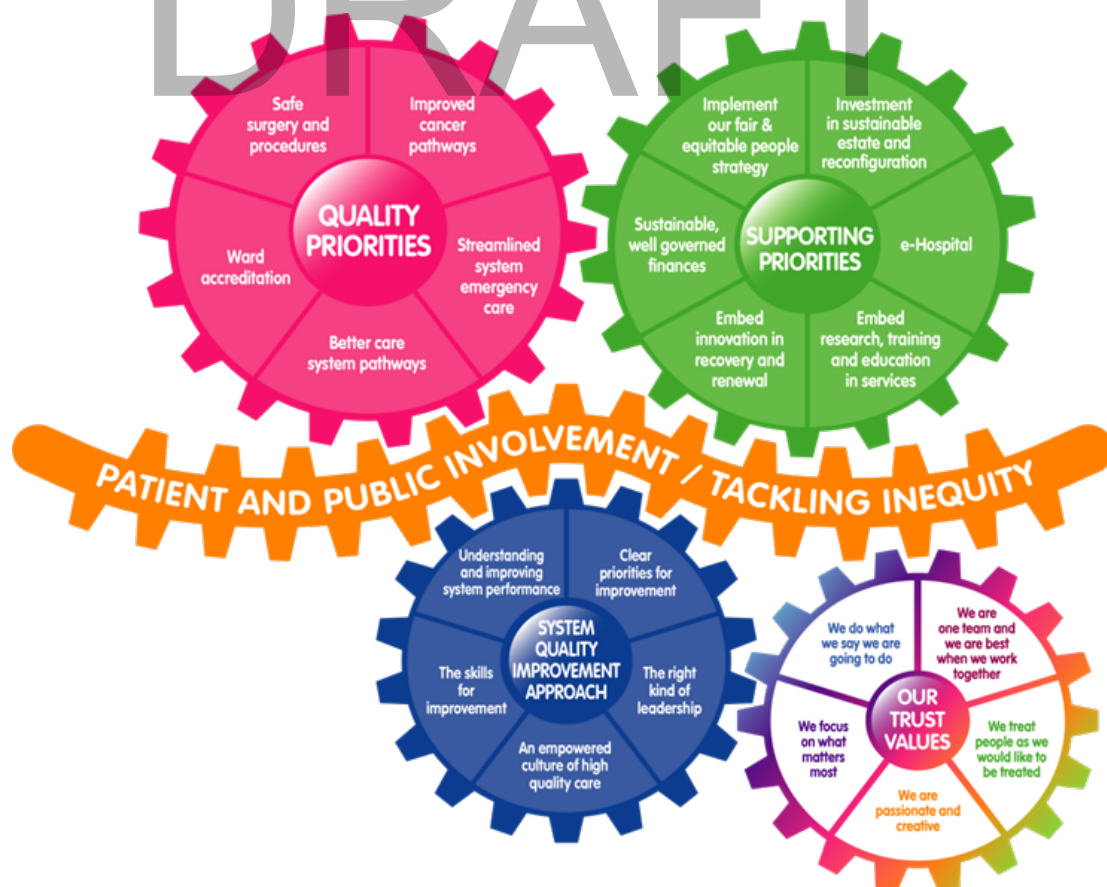 DRAFT
Safe
surgery and
procedures
Improved
cancer
pathways
Ward
accreditation
QUALITY
PRIORITIES
Streamlined
system
emergency
care
Better care
system pathways
Implement
our fair &
equitable people
strategy
Investment
in sustainable
estate and
reconfiguration
Sustainable,
well governed
finances
SUPPORTING
PRIORITIES
e-Hospital
Embed
innovation in
recovery and
renewal
Embed
research, training
and education
in services
PATIENT AND PUBLIC INVOLVEMENT / TACKLING INEQUITY
Understanding
and improving
system performance
Clear
priorities for
improvement
The skills
for
improvement
SYSTEM
QUALITY
IMPROVEMENT
APPROACH
The right
kind of
leadership
An empowered
culture of high
quality care
We do what
we say we are
going to do
We are
one team and
we are best
when we work
together
We focus
on what
matters
most
OUR
TRUST
VALUES
We treat
people as we
would like to
be treated
We are
passionate and
creative